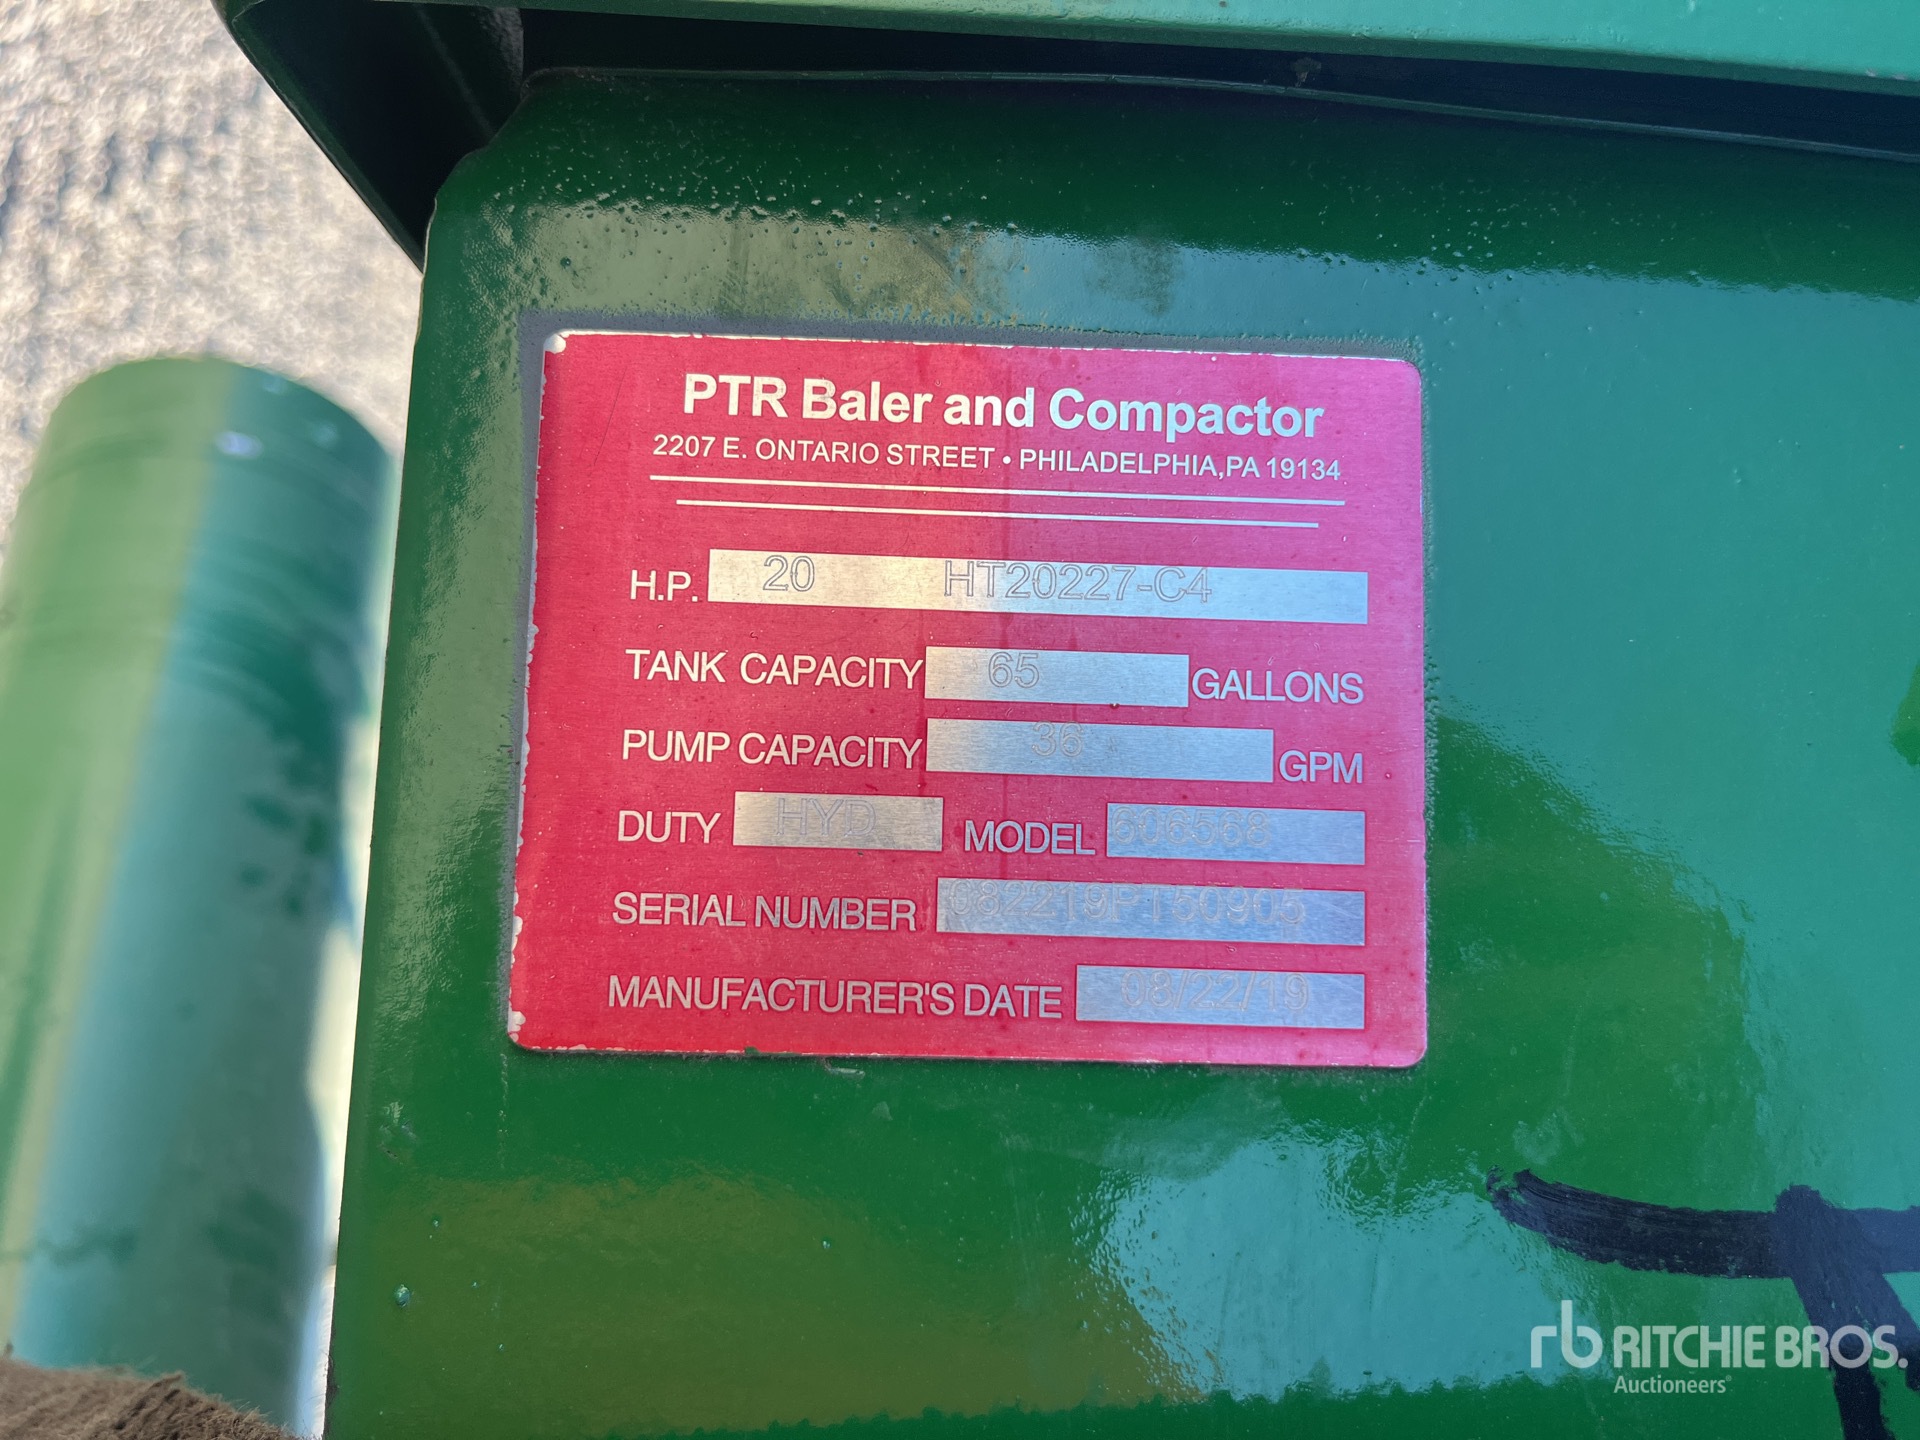 PTR Baler and Compactor
2207 E. ONTARIO STREET • PHILADELPHIA, PA 19134
H.P. 20 HT20227-C4
TANK CAPACITY 65 GALLONS
PUMP CAPACITY 36 GPM
DUTY HYD MODEL 606568
SERIAL NUMBER 082219PT50905
MANUFACTURER'S DATE 08/22/19
rb RITCHIE BROS.
Auctioneers